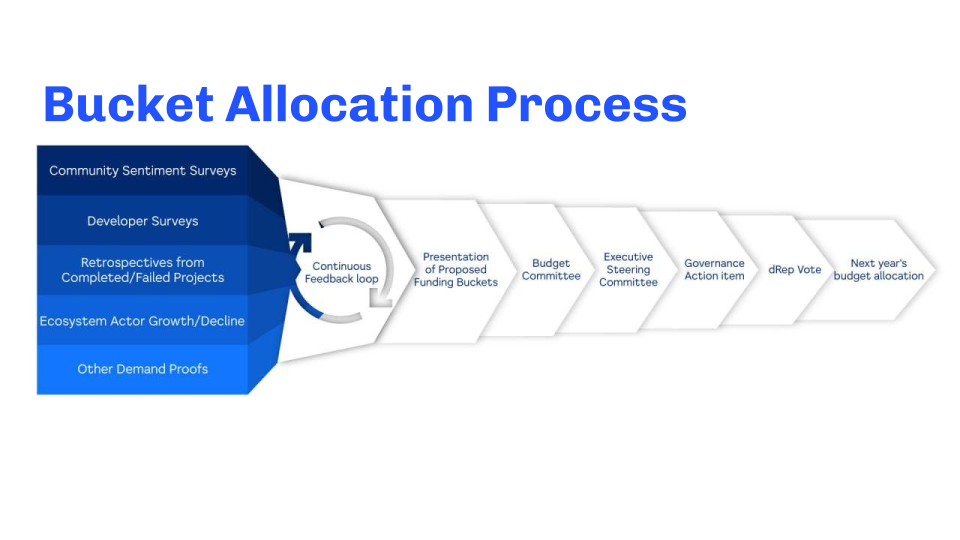 Bucket Allocation Process
Community Sentiment Surveys
Developer Surveys
Retrospectives from
Completed/Failed Projects
Ecosystem Actor Growth/Decline
Other Demand Proofs
Continuous
Feedback loop
Presentation
of Proposed
Funding Buckets
Budget
Committee
Executive
Steering
Committee
Governance
Action item
dRep Vote
Next year's
budget allocation